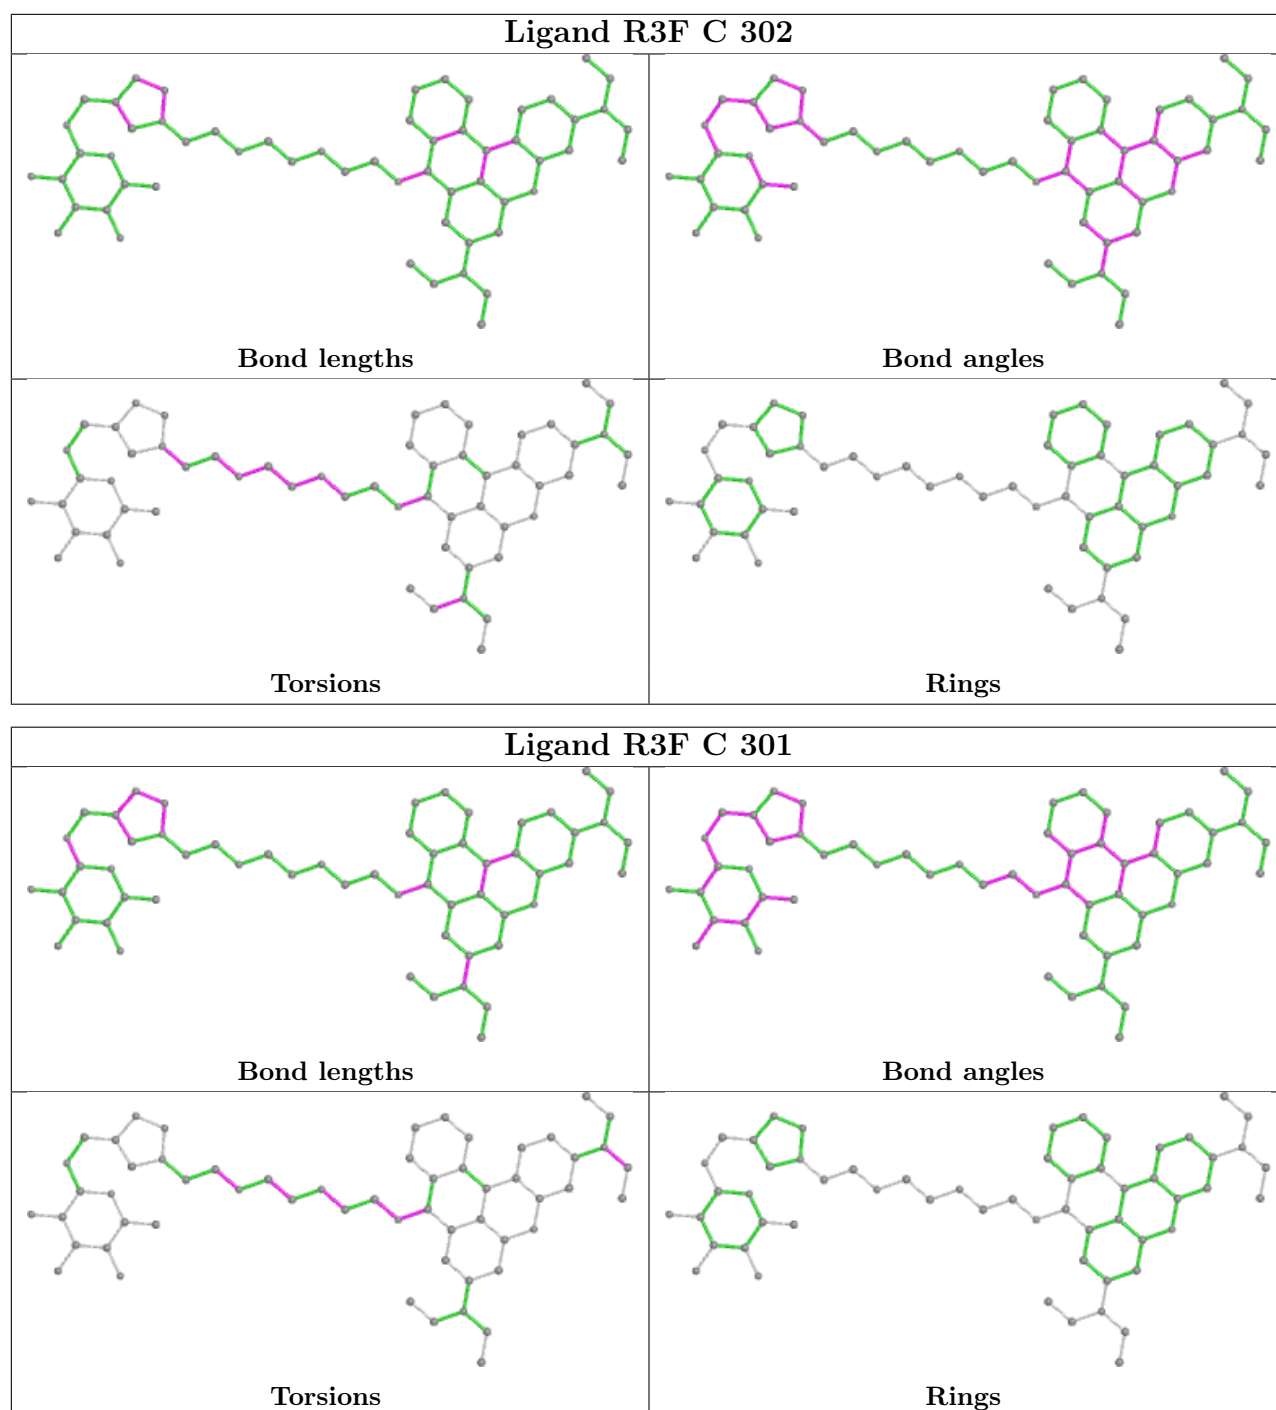 Ligand R3F C 302
Bond lengths
Bond angles
Torsions
Rings
Ligand R3F C 301
Bond lengths
Bond angles
Torsions
Rings